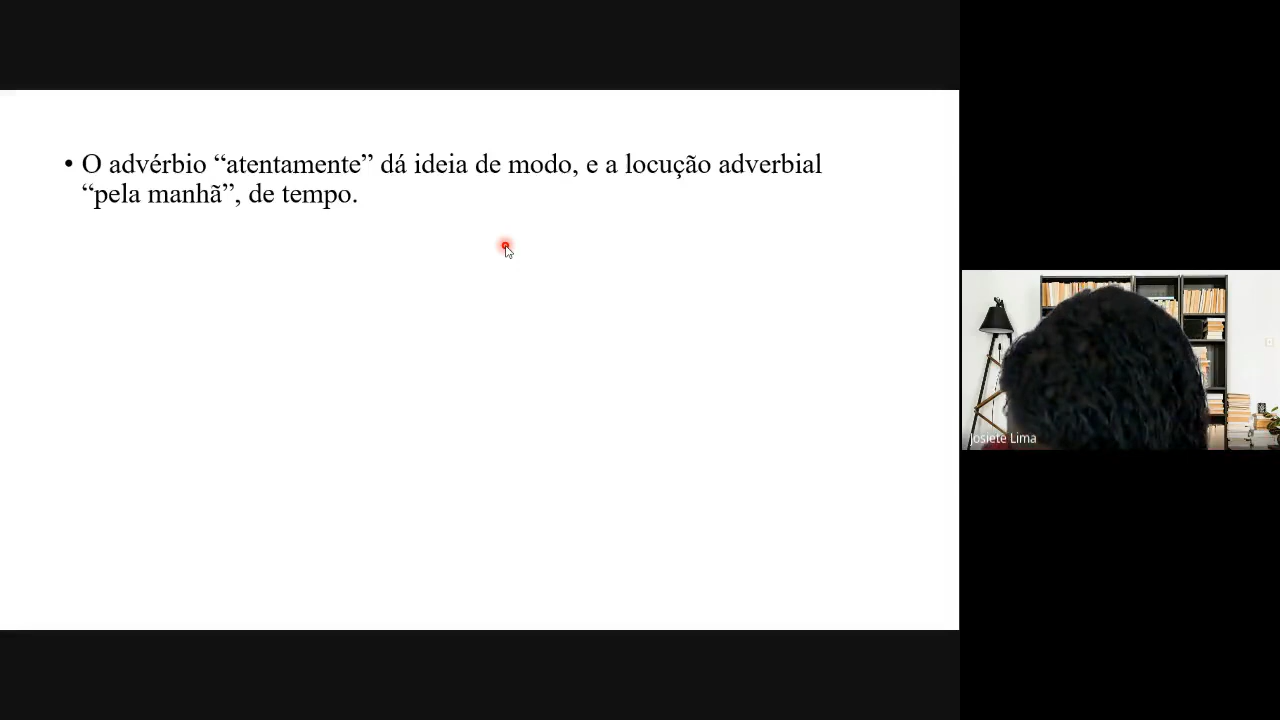 • O advérbio “atentamente” dá ideia de modo, e a locução adverbial
“pela manhã”, de tempo.
Josiete Lima